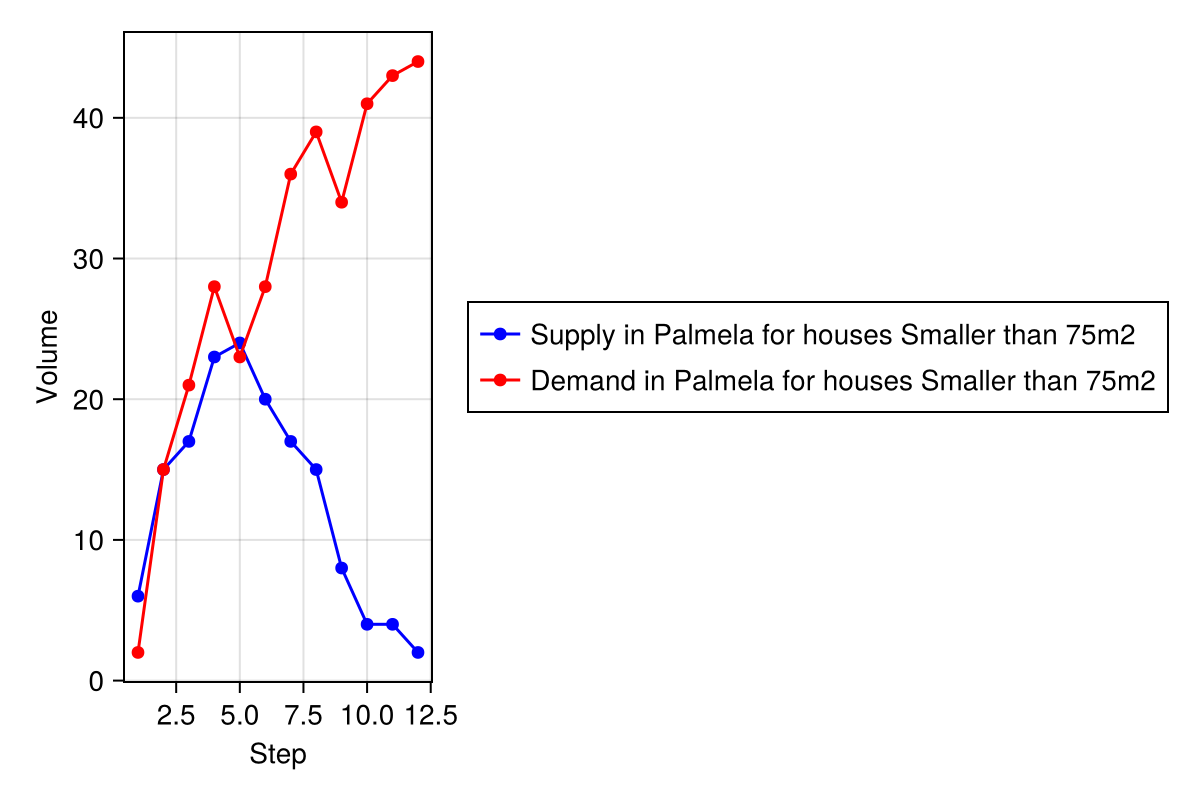 Volume
40
30
20
10
0
2.5 5.0 7.5 10.0 12.5
Step
Supply in Palmela for houses Smaller than 75m2
Demand in Palmela for houses Smaller than 75m2